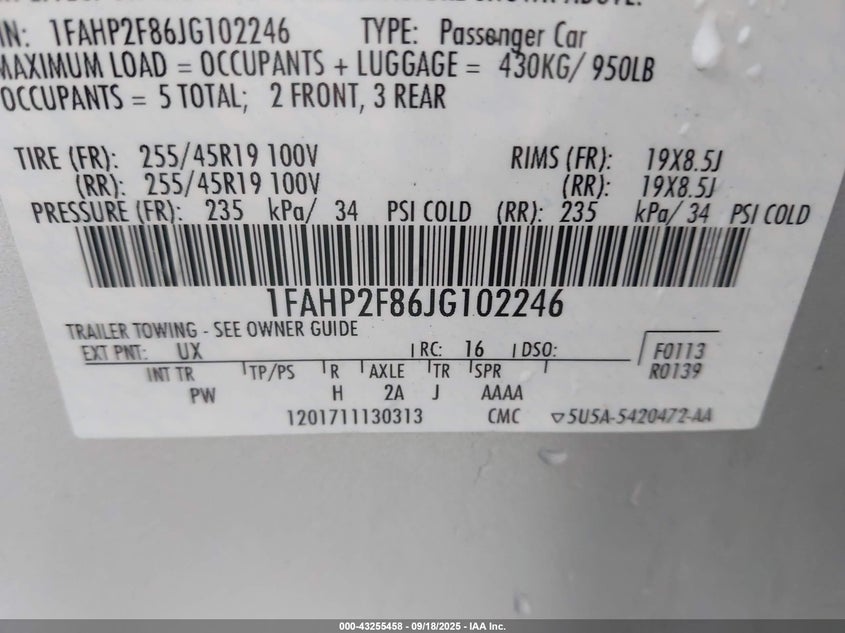 1FAHP2F86JG102246 TYPE: Passenger Car
MAXIMUM LOAD = OCCUPANTS + LUGGAGE = 430KG/ 950LB
OCCUPANTS = 5 TOTAL; 2 FRONT, 3 REAR
TIRE (FR): 255/45R19 100V RIMS (FR): 19X8.5J
(RR): 255/45R19 100V (RR): 19X8.5J
PRESSURE (FR): 235 kPa/ 34 PSI COLD (RR): 235 kPa/ 34 PSI COLD
1FAHP2F86JG102246
TRAILER TOWING - SEE OWNER GUIDE
EXT PNT: UX RC: 16 DSO: F0113
INT TR TP/PS R AXLE TR SPR R0139
PW H 2A J AAAA
1201711130313 CMC ▽5U5A-5420472-AA
000-43255458 - 09/18/2025 - IAA Inc.